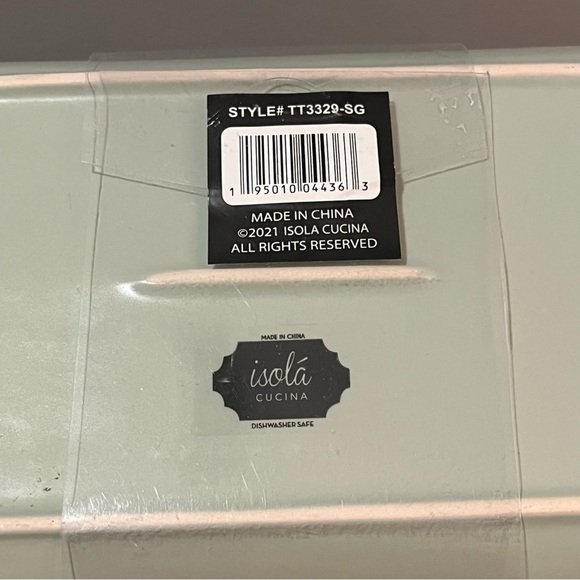 STYLE# TT3329-SG
1 95010 04436 3
MADE IN CHINA
©2021 ISOLA CUCINA
ALL RIGHTS RESERVED
MADE IN CHINA
isolá
CUCINA
DISHWASHER SAFE